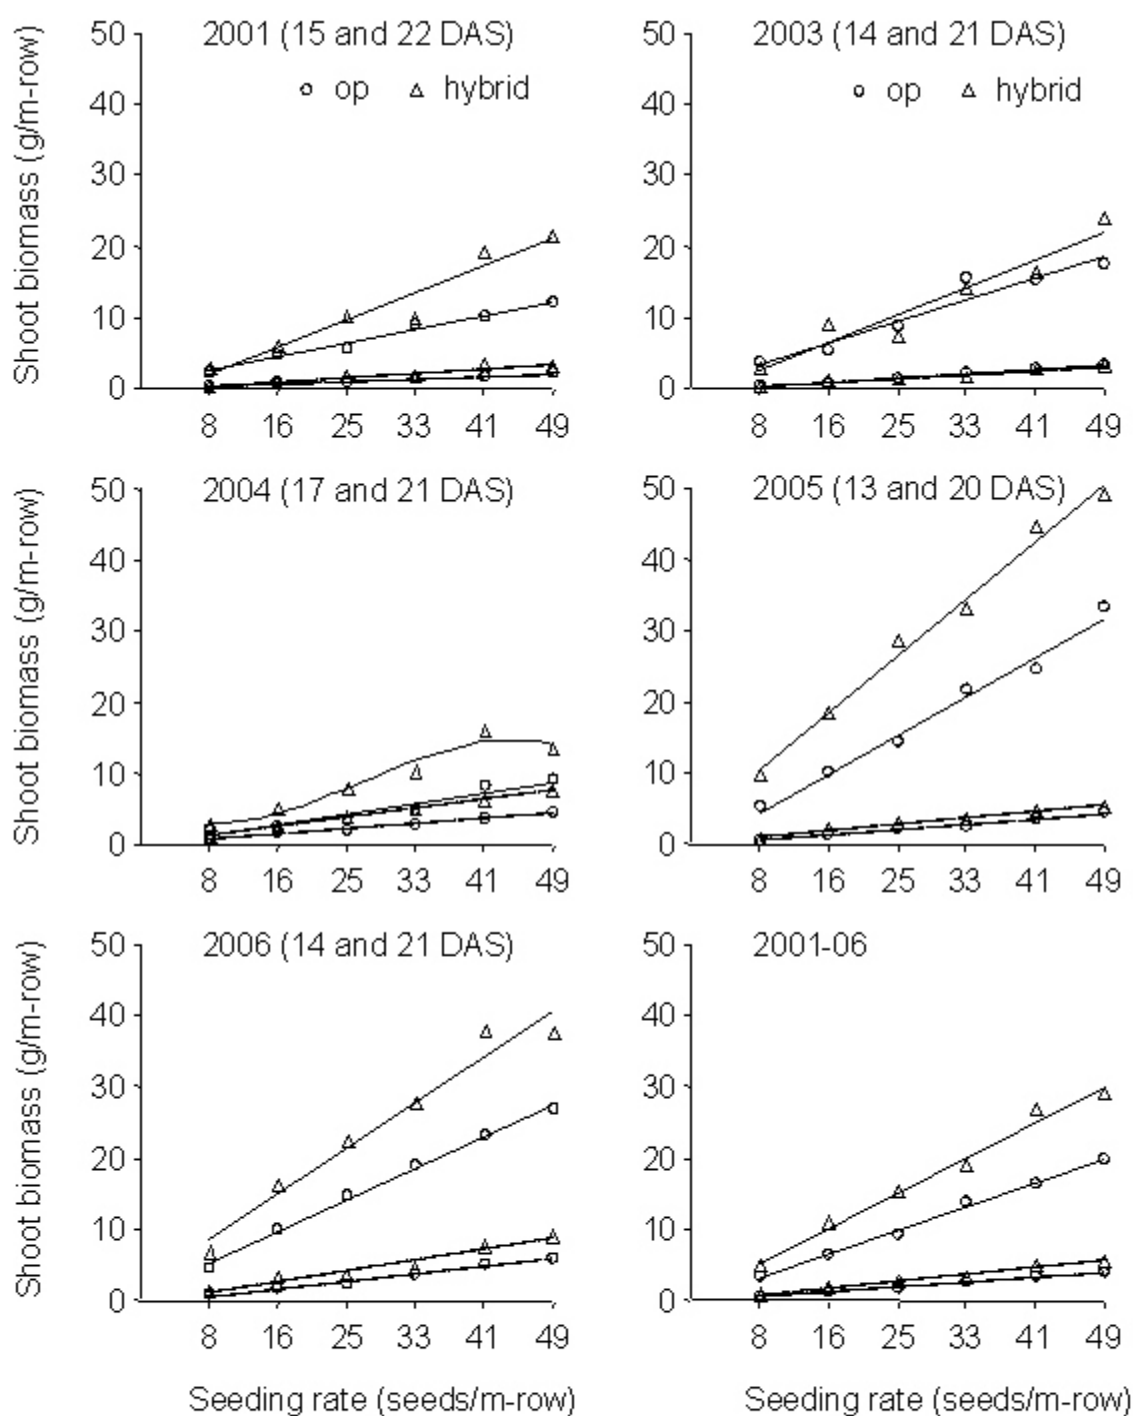 2001 (15 and 22 DAS)
op hybrid
Shoot biomass (g/m-row)
50
40
30
20
10
0
8 16 25 33 41 49
2003 (14 and 21 DAS)
op hybrid
50
40
30
20
10
0
8 16 25 33 41 49
2004 (17 and 21 DAS)
Shoot biomass (g/m-row)
50
40
30
20
10
0
8 16 25 33 41 49
2005 (13 and 20 DAS)
50
40
30
20
10
0
8 16 25 33 41 49
2006 (14 and 21 DAS)
Shoot biomass (g/m-row)
50
40
30
20
10
0
8 16 25 33 41 49
Seeding rate (seeds/m-row)
2001-06
50
40
30
20
10
0
8 16 25 33 41 49
Seeding rate (seeds/m-row)